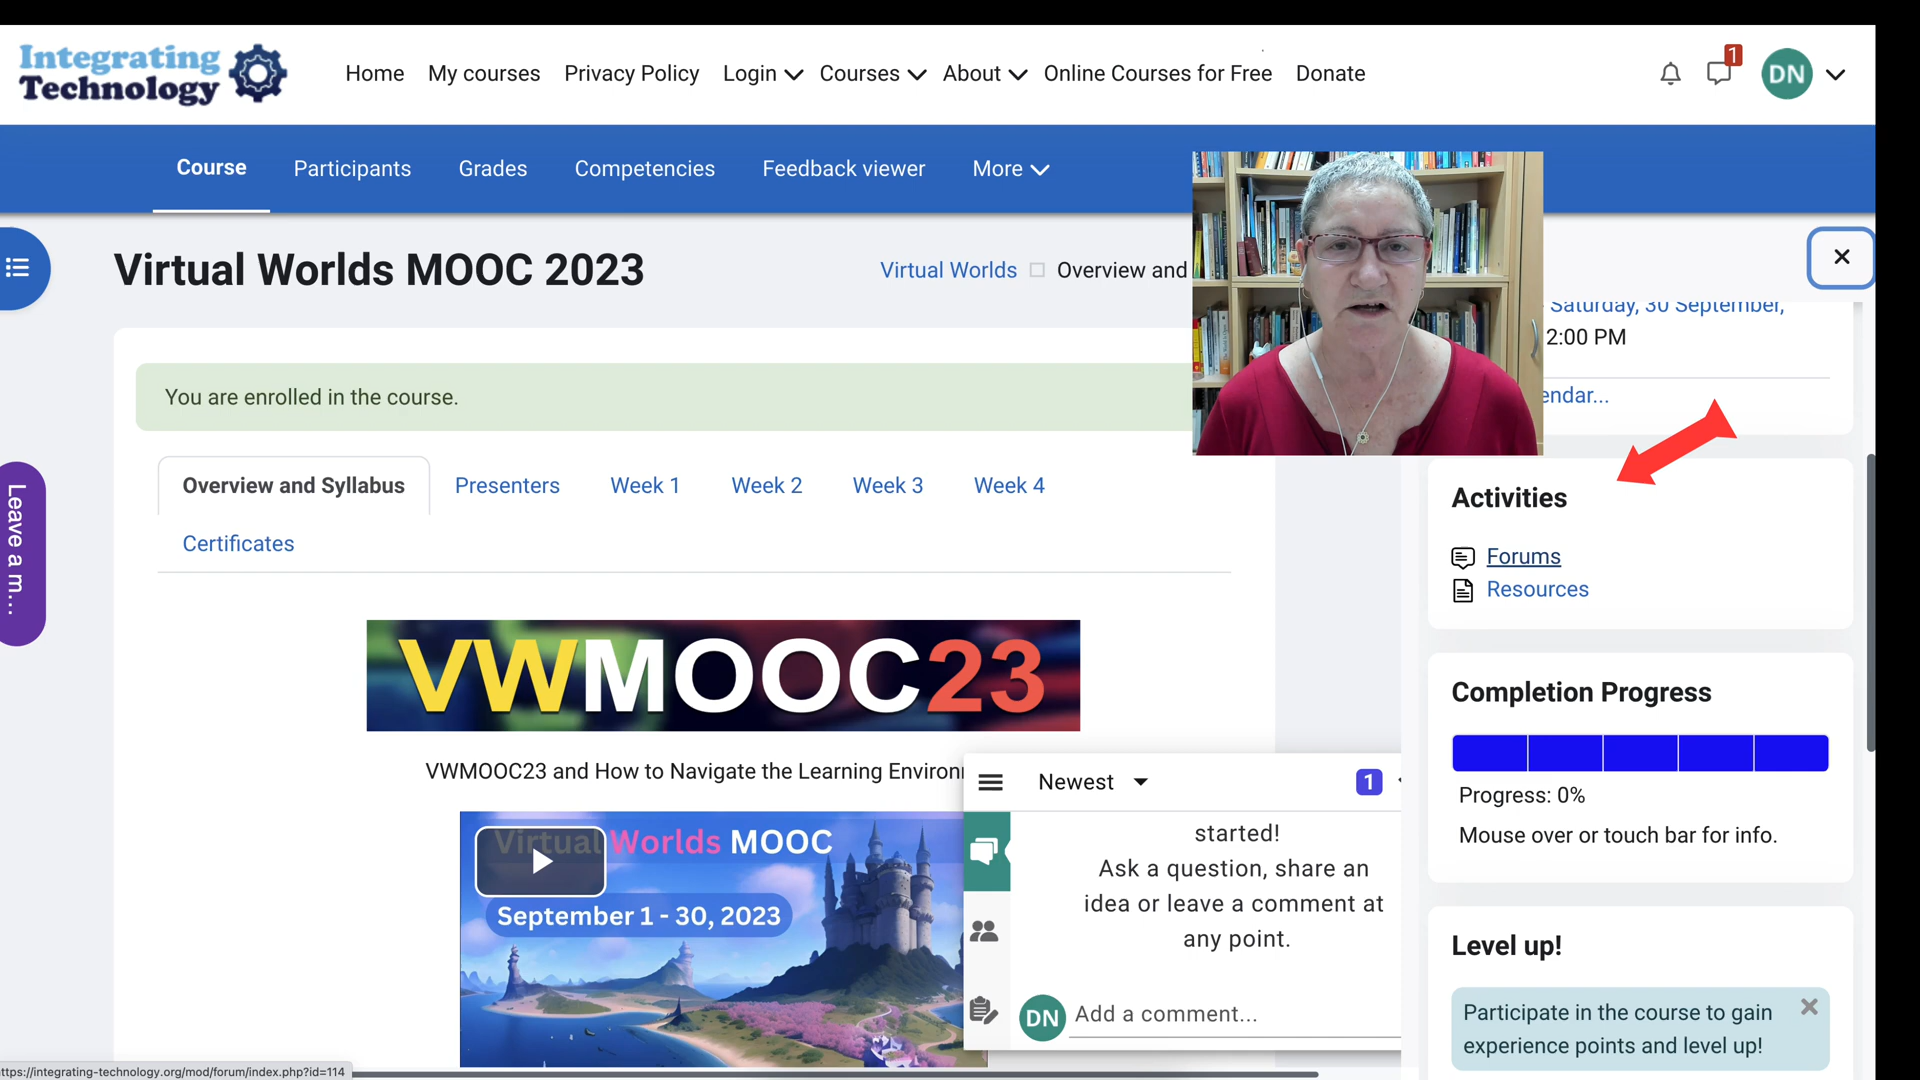 Integrating
Technology
Home My courses Privacy Policy Login Courses About Online Courses for Free Donate
1
DN
Course Participants Grades Competencies Feedback viewer More
Virtual Worlds MOOC 2023
Virtual Worlds Overview and
Saturday, 30 September,
2:00 PM
endar...
You are enrolled in the course.
Overview and Syllabus Presenters Week 1 Week 2 Week 3 Week 4
Certificates
Leave a m...
Activities
Forums
Resources
VWMOOC23
VWMOOC23 and How to Navigate the Learning Environ
Virtual Worlds MOOC
September 1 - 30, 2023
Newest
1
started!
Ask a question, share an
idea or leave a comment at
any point.
DN
Add a comment...
Completion Progress
Progress: 0%
Mouse over or touch bar for info.
Level up!
Participate in the course to gain
experience points and level up!
ttps://integrating-technology.org/mod/forum/index.php?id=114